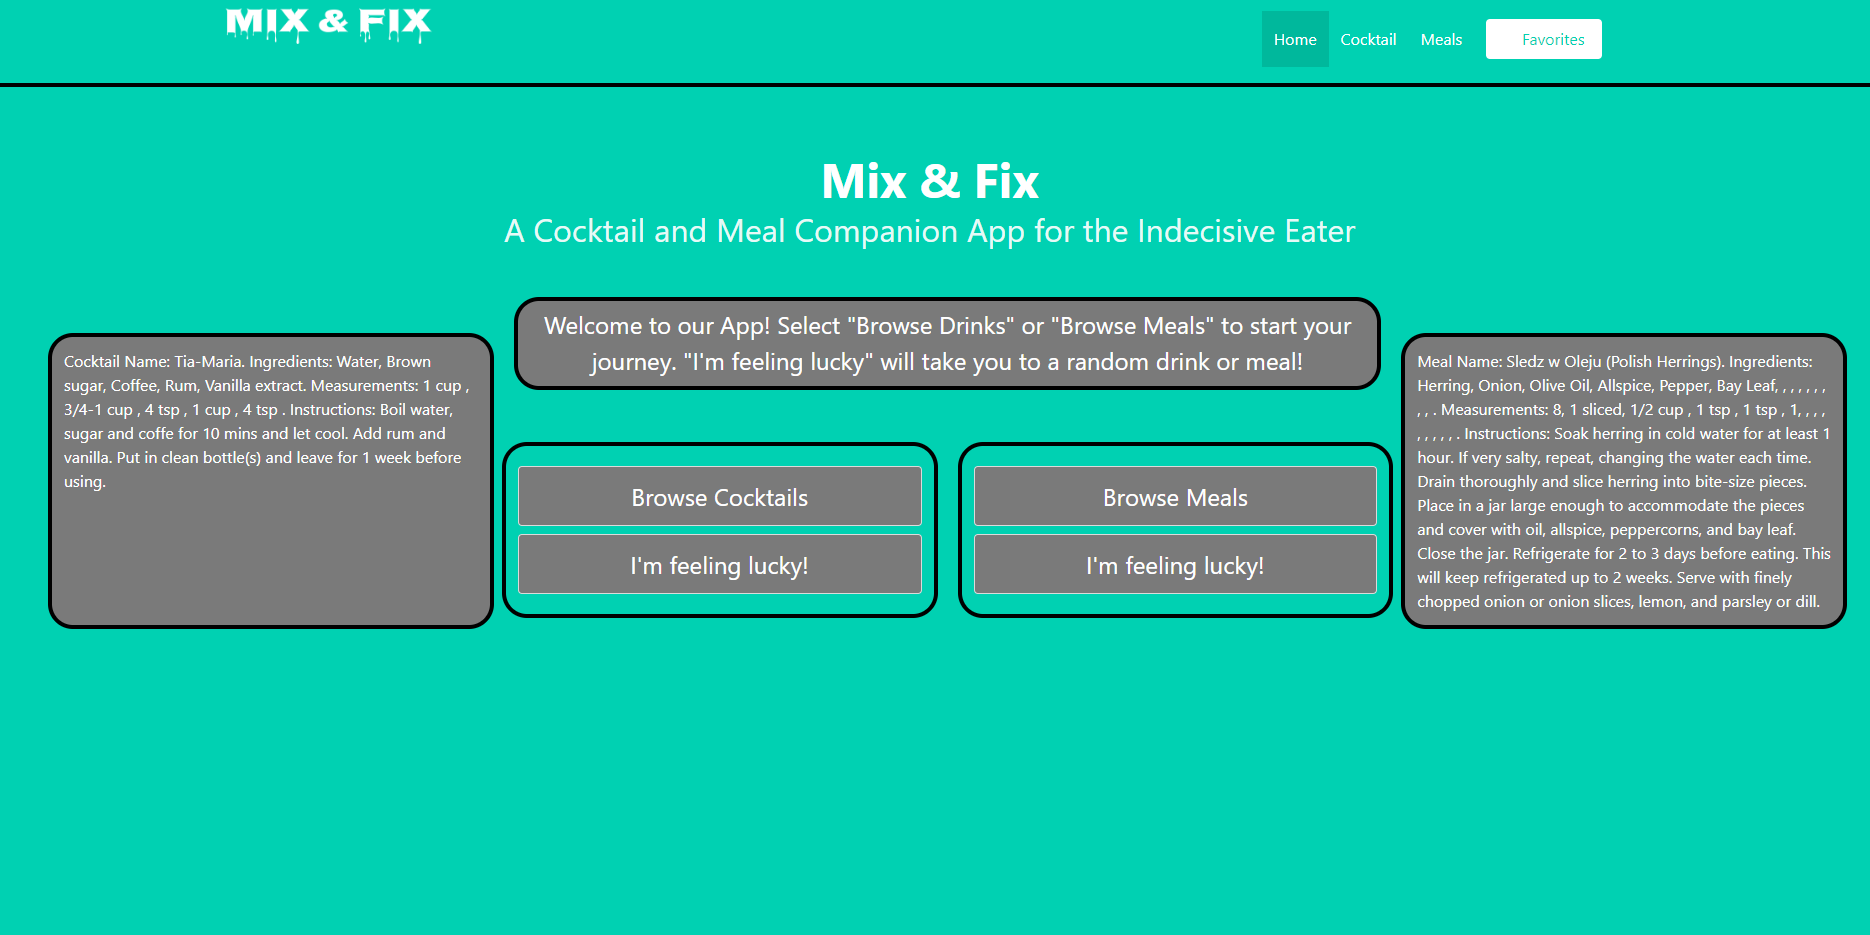 MIX & FIX
Home Cocktail Meals Favorites
Mix & Fix
A Cocktail and Meal Companion App for the Indecisive Eater
Welcome to our App! Select "Browse Drinks" or "Browse Meals" to start your
journey. "I'm feeling lucky" will take you to a random drink or meal!
Cocktail Name: Tia-Maria. Ingredients: Water, Brown
sugar, Coffee, Rum, Vanilla extract. Measurements: 1 cup ,
3/4-1 cup , 4 tsp , 1 cup , 4 tsp . Instructions: Boil water,
sugar and coffe for 10 mins and let cool. Add rum and
vanilla. Put in clean bottle(s) and leave for 1 week before
using.
Browse Cocktails
I'm feeling lucky!
Browse Meals
I'm feeling lucky!
Meal Name: Sledz w Oleju (Polish Herrings). Ingredients:
Herring, Onion, Olive Oil, Allspice, Pepper, Bay Leaf, , , , , , ,
, , . Measurements: 8, 1 sliced, 1/2 cup , 1 tsp , 1 tsp , 1, , , ,
, , , , , . Instructions: Soak herring in cold water for at least 1
hour. If very salty, repeat, changing the water each time.
Drain thoroughly and slice herring into bite-size pieces.
Place in a jar large enough to accommodate the pieces
and cover with oil, allspice, peppercorns, and bay leaf.
Close the jar. Refrigerate for 2 to 3 days before eating. This
will keep refrigerated up to 2 weeks. Serve with finely
chopped onion or onion slices, lemon, and parsley or dill.